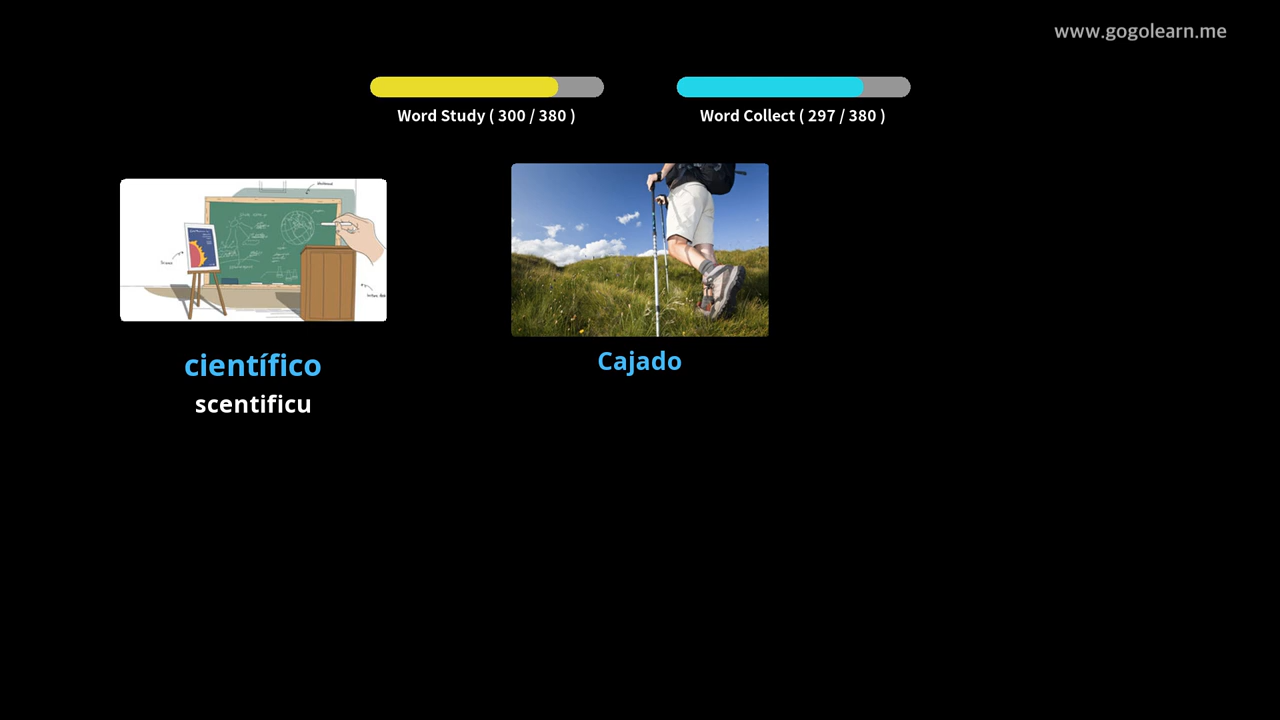 www.gogolearn.me
Word Study ( 300 / 380 )
Word Collect ( 297 / 380 )
científico
scentificu
Cajado